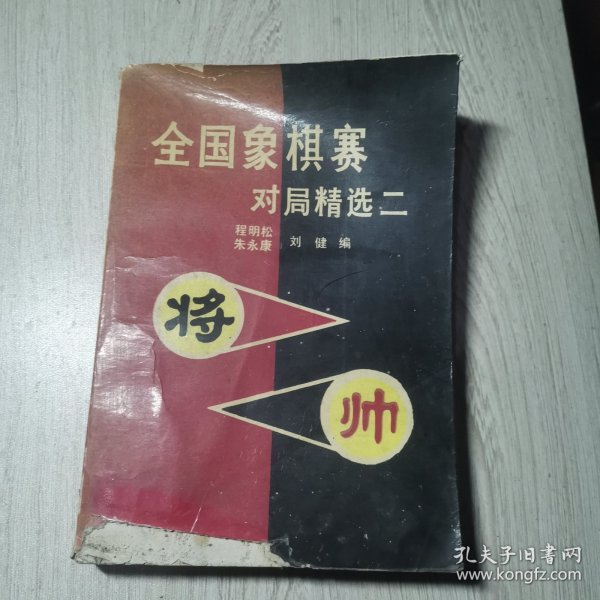 全国象棋赛
对局精选二
程明松
朱永康 刘健编
将
帅
孔夫子旧书网
www.kongfz.com